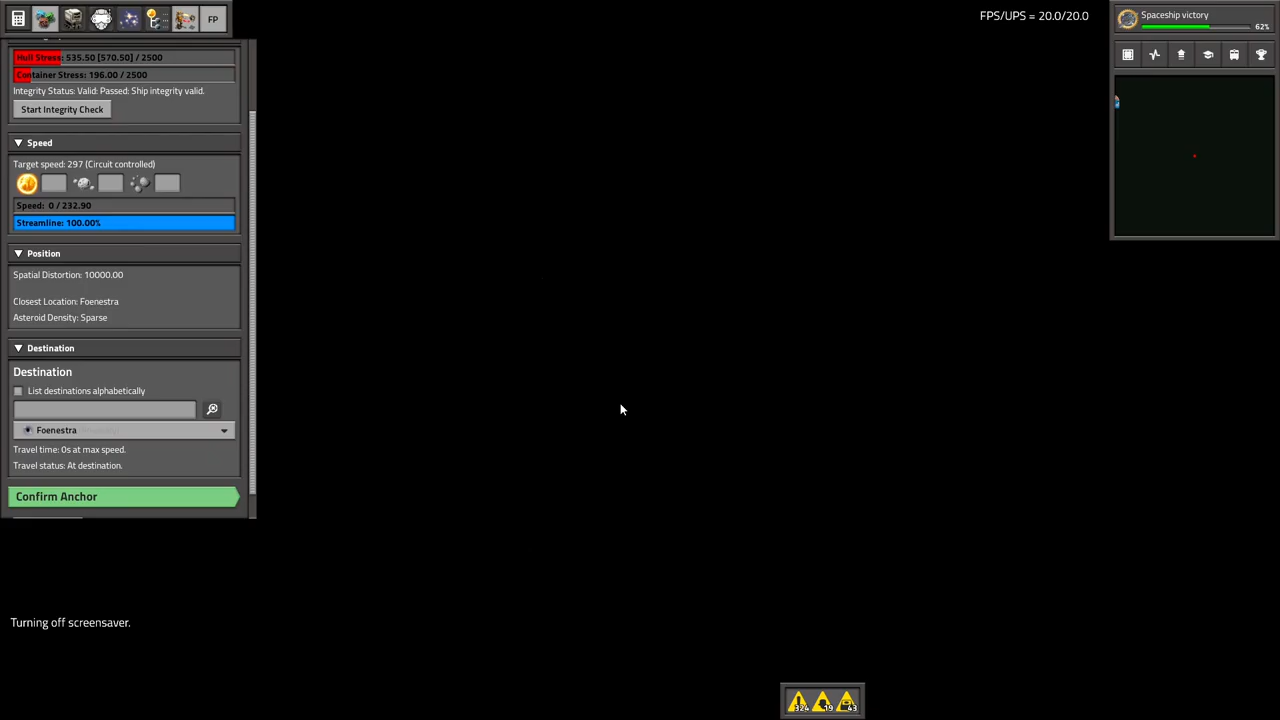 FP
FPS/UPS = 20.0/20.0
Spaceship victory
62%
Hull Stress: 535.50 [570.50] / 2500
Container Stress: 196.00 / 2500
Integrity Status: Valid: Passed: Ship integrity valid.
Start Integrity Check
Speed
Target speed: 297 (Circuit controlled)
Speed: 0 / 232.90
Streamline: 100.00%
Position
Spatial Distortion: 10000.00
Closest Location: Foenestra
Asteroid Density: Sparse
Destination
Destination
List destinations alphabetically
Foenestra
Travel time: 0s at max speed.
Travel status: At destination.
Confirm Anchor
Turning off screensaver.
324 19 43